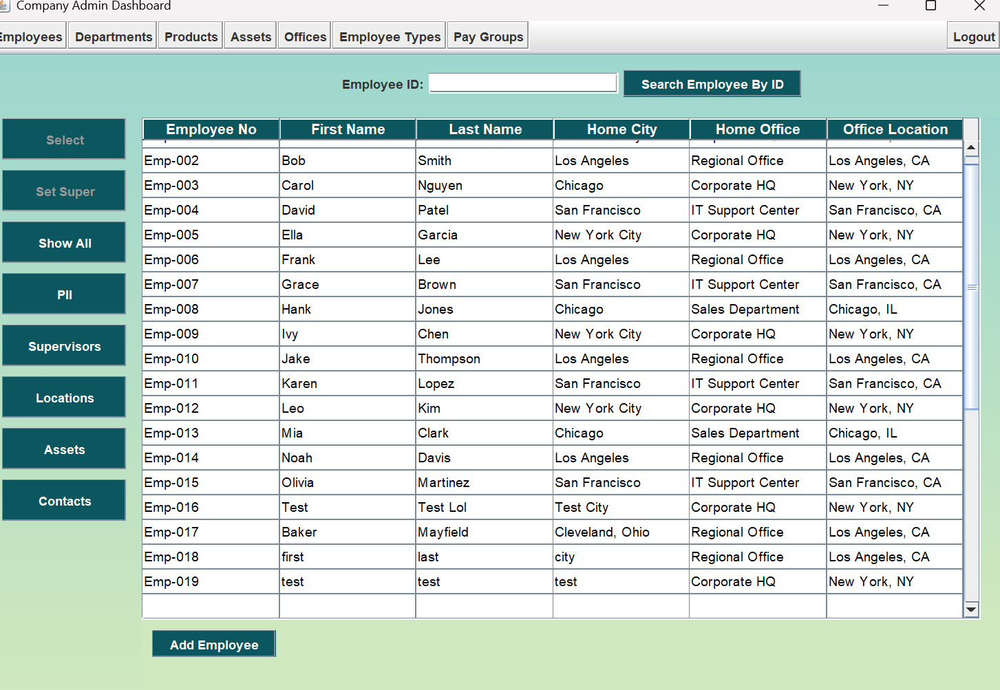 Company Admin Dashboard
Employees Departments Products Assets Offices Employee Types Pay Groups Logout
Employee ID: Search Employee By ID
Select
Set Super
Show All
PII
Supervisors
Locations
Assets
Contacts
Employee No First Name Last Name Home City Home Office Office Location
Emp-002 Bob Smith Los Angeles Regional Office Los Angeles, CA
Emp-003 Carol Nguyen Chicago Corporate HQ New York, NY
Emp-004 David Patel San Francisco IT Support Center San Francisco, CA
Emp-005 Ella Garcia New York City Corporate HQ New York, NY
Emp-006 Frank Lee Los Angeles Regional Office Los Angeles, CA
Emp-007 Grace Brown San Francisco IT Support Center San Francisco, CA
Emp-008 Hank Jones Chicago Sales Department Chicago, IL
Emp-009 Ivy Chen New York City Corporate HQ New York, NY
Emp-010 Jake Thompson Los Angeles Regional Office Los Angeles, CA
Emp-011 Karen Lopez San Francisco IT Support Center San Francisco, CA
Emp-012 Leo Kim New York City Corporate HQ New York, NY
Emp-013 Mia Clark Chicago Sales Department Chicago, IL
Emp-014 Noah Davis Los Angeles Regional Office Los Angeles, CA
Emp-015 Olivia Martinez San Francisco IT Support Center San Francisco, CA
Emp-016 Test Test Lol Test City Corporate HQ New York, NY
Emp-017 Baker Mayfield Cleveland, Ohio Regional Office Los Angeles, CA
Emp-018 first last city Regional Office Los Angeles, CA
Emp-019 test test test Corporate HQ New York, NY
Add Employee